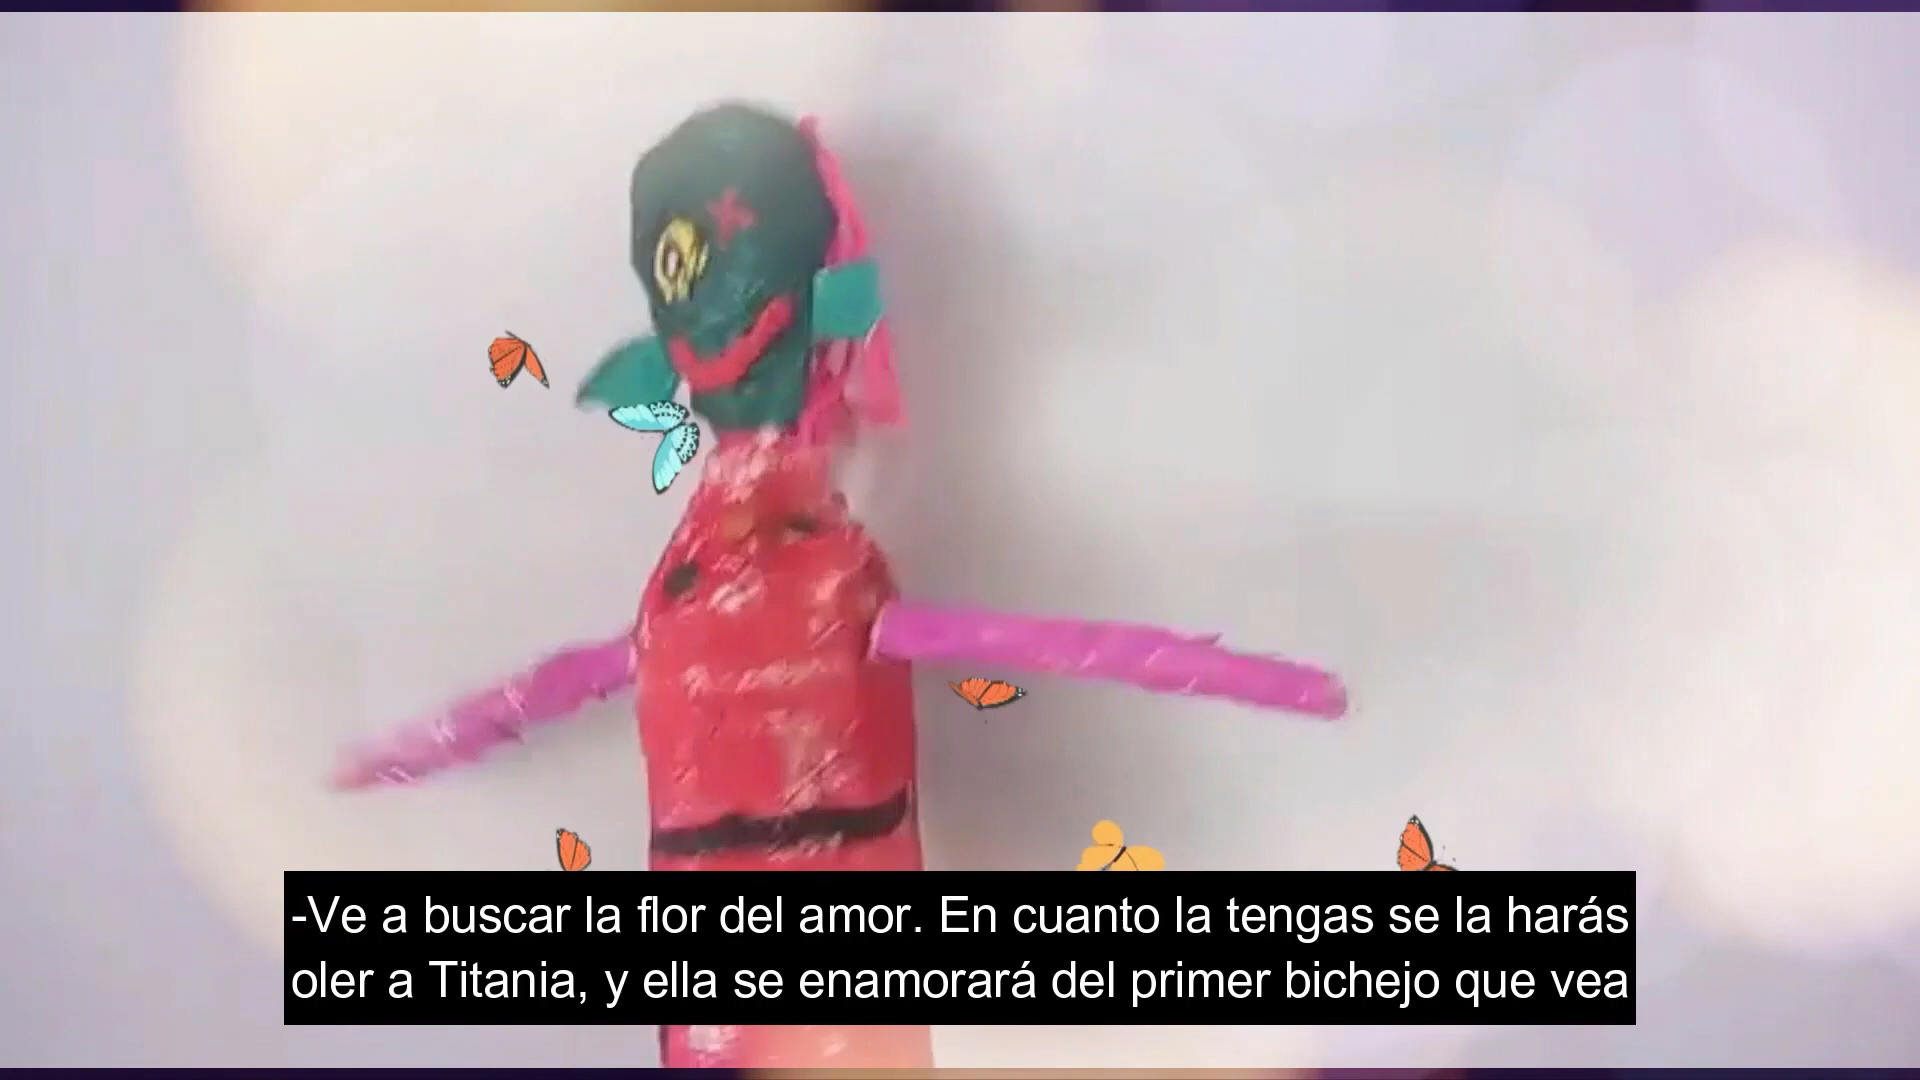 -Ve a buscar la flor del amor. En cuanto la tengas se la harás
oler a Titania, y ella se enamorará del primer bichejo que vea